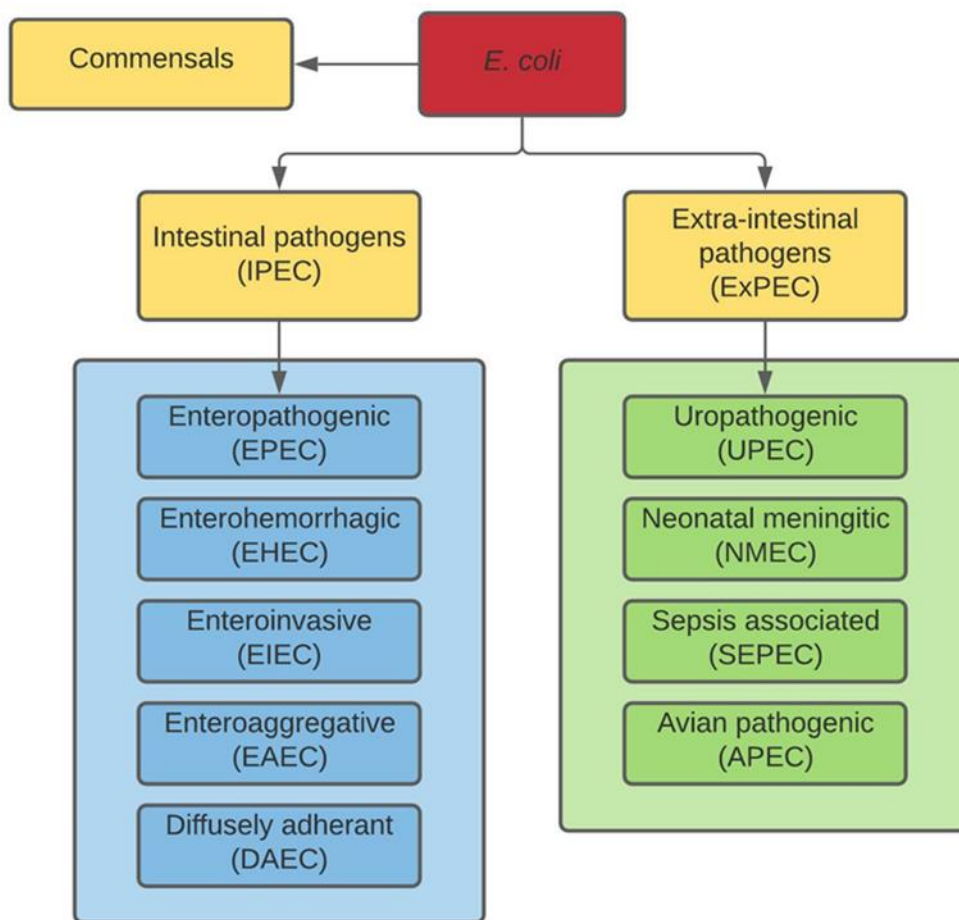 Commensals
E. coli
Intestinal pathogens
(IPEC)
Extra-intestinal
pathogens
(ExPEC)
Enteropathogenic
(EPEC)
Enterohemorrhagic
(EHEC)
Enteroinvasive
(EIEC)
Enteroaggregative
(EAEC)
Diffusely adherant
(DAEC)
Uropathogenic
(UPEC)
Neonatal meningitic
(NMEC)
Sepsis associated
(SEPEC)
Avian pathogenic
(APEC)